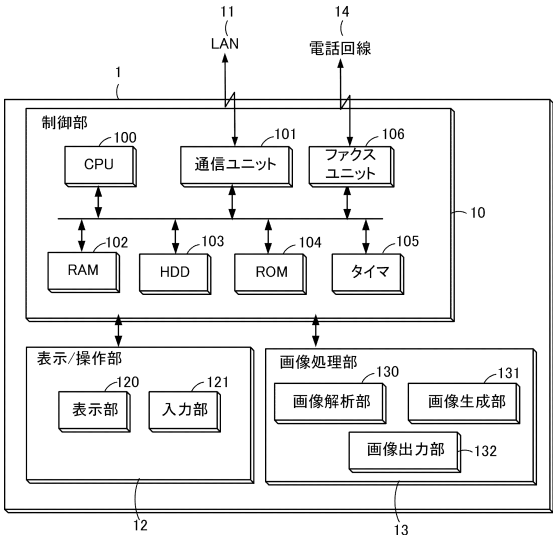 11
LAN
14
電話回線
1
制御部
100
CPU
101
通信ユニット
106
ファクス
ユニット
10
102
RAM
103
HDD
104
ROM
105
タイマ
表示/操作部
120
表示部
121
入力部
12
画像処理部
130
画像解析部
131
画像生成部
画像出力部
132
13